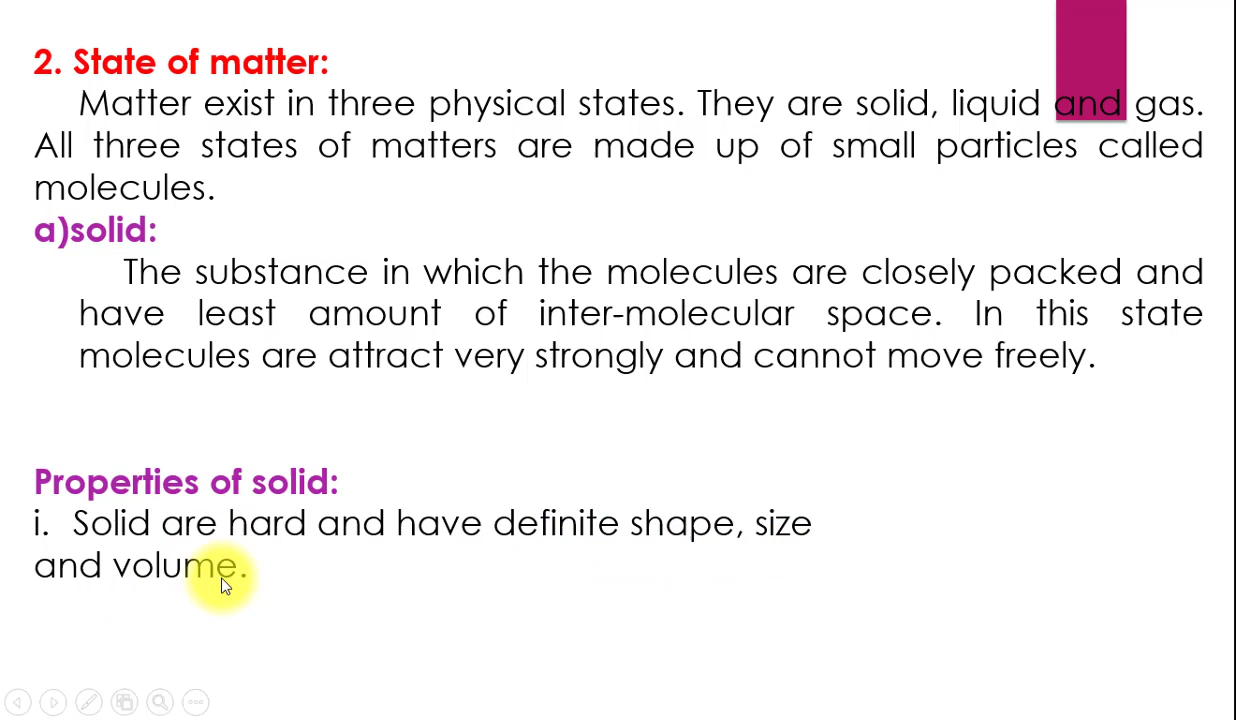 2. State of matter:
Matter exist in three physical states. They are solid, liquid and gas.
All three states of matters are made up of small particles called
molecules.
a)solid:
The substance in which the molecules are closely packed and
have least amount of inter-molecular space. In this state
molecules are attract very strongly and cannot move freely.
Properties of solid:
i. Solid are hard and have definite shape, size
and volume.